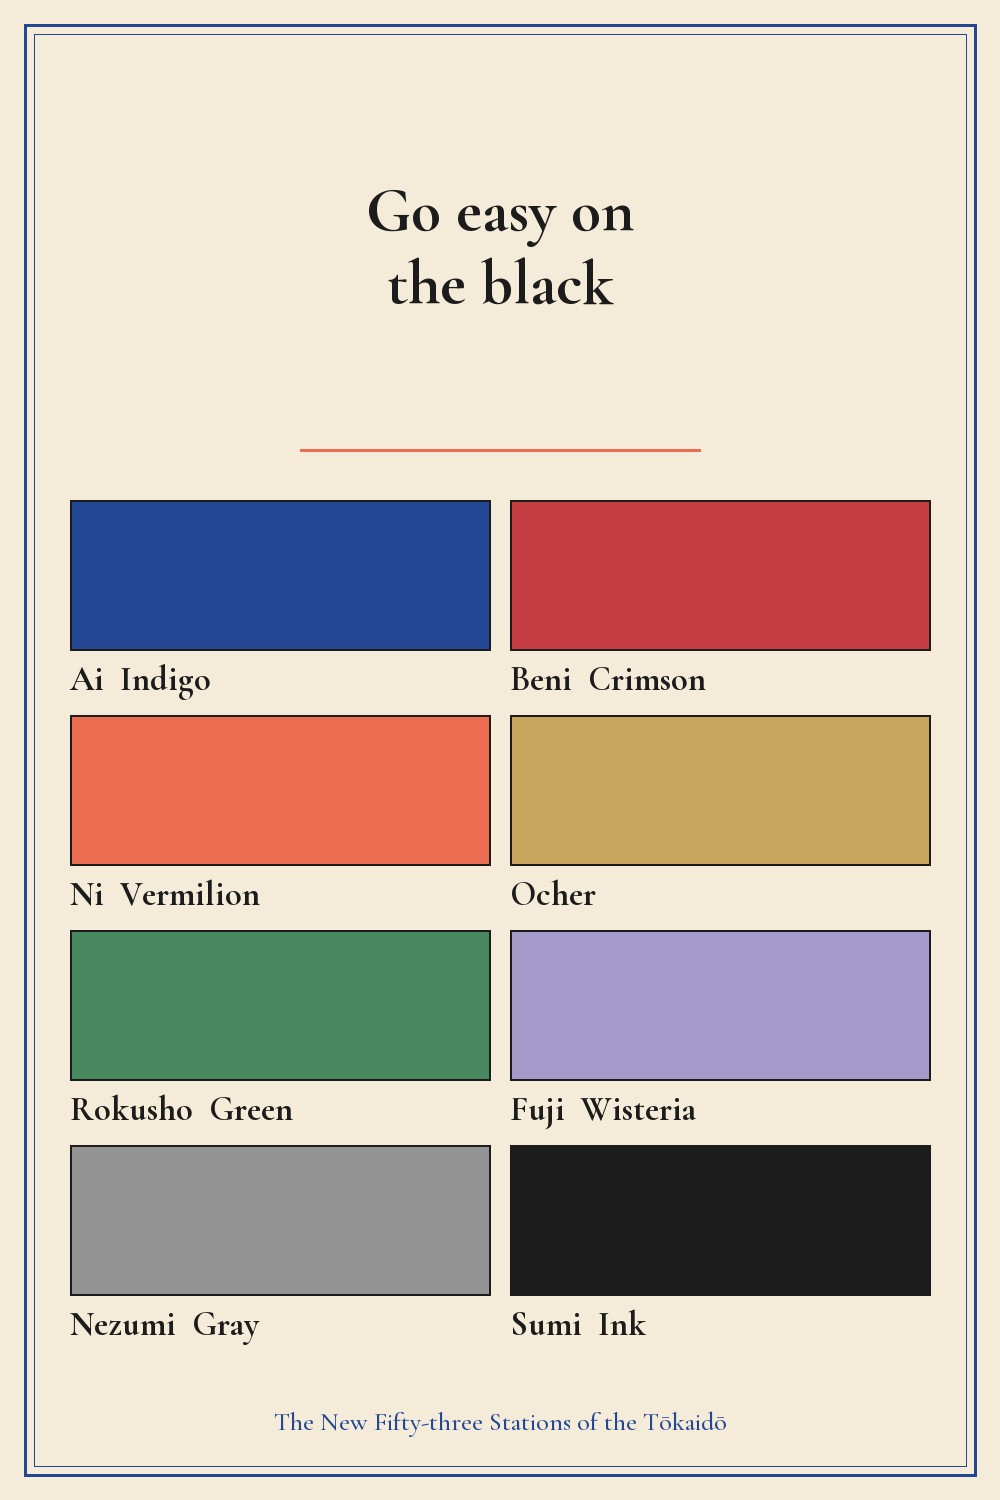 Go easy on
the black
Ai Indigo
Beni Crimson
Ni Vermilion
Ocher
Rokusho Green
Fuji Wisteria
Nezumi Gray
Sumi Ink
The New Fifty-three Stations of the Tōkaidō